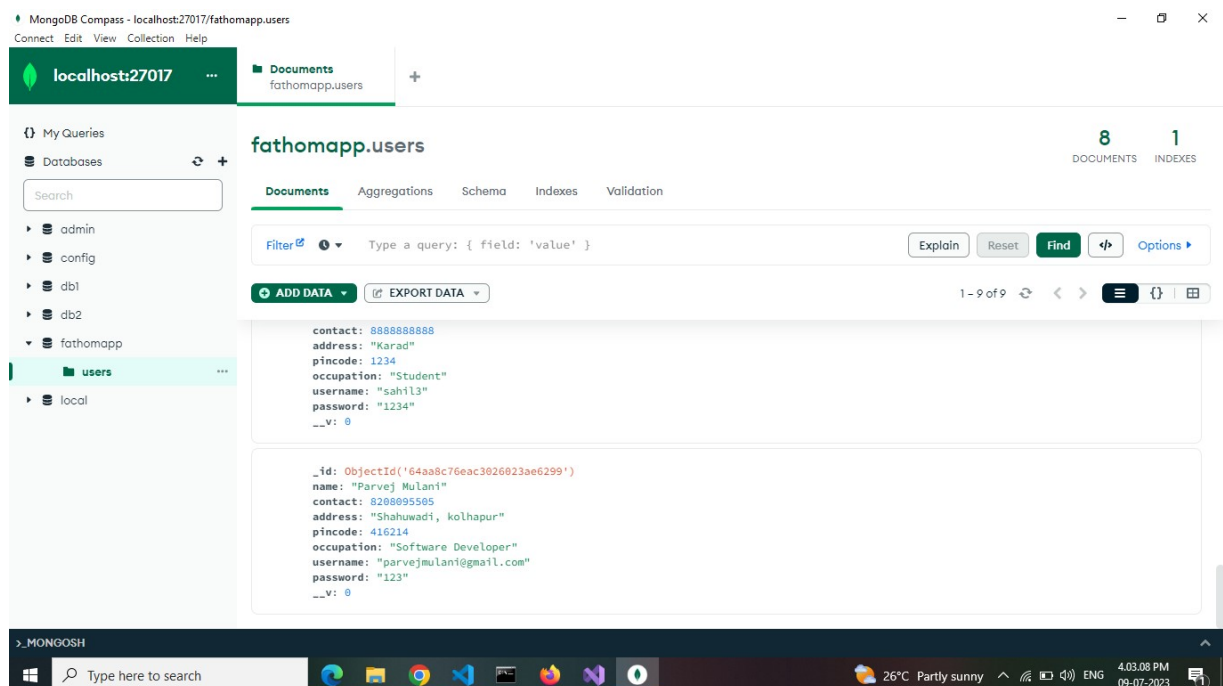 MongoDB Compass - localhost:27017/fathomapp.users
Connect Edit View Collection Help
localhost:27017 ...
Documents
fathomapp.users
+
{} My Queries
Databases
Search
admin
config
db1
db2
fathomapp
users ...
local
fathomapp.users
8
DOCUMENTS
1
INDEXES
Documents Aggregations Schema Indexes Validation
Filter Type a query: { field: 'value' } Explain Reset Find </> Options
ADD DATA EXPORT DATA 1 – 9 of 9 {}
contact: 8888888888
address: "Karad"
pincode: 1234
occupation: "Student"
username: "sahil3"
password: "1234"
__v: 0
_id: ObjectId('64aa8c76eac3026023ae6299')
name: "Parvej Mulani"
contact: 8208095505
address: "Shahuwadi, kolhapur"
pincode: 416214
occupation: "Software Developer"
username: "parvejmulani@gmail.com"
password: "123"
__v: 0
>_MONGOSH
Type here to search 26°C Partly sunny ENG 4.03.08 PM
09-07-2023
1